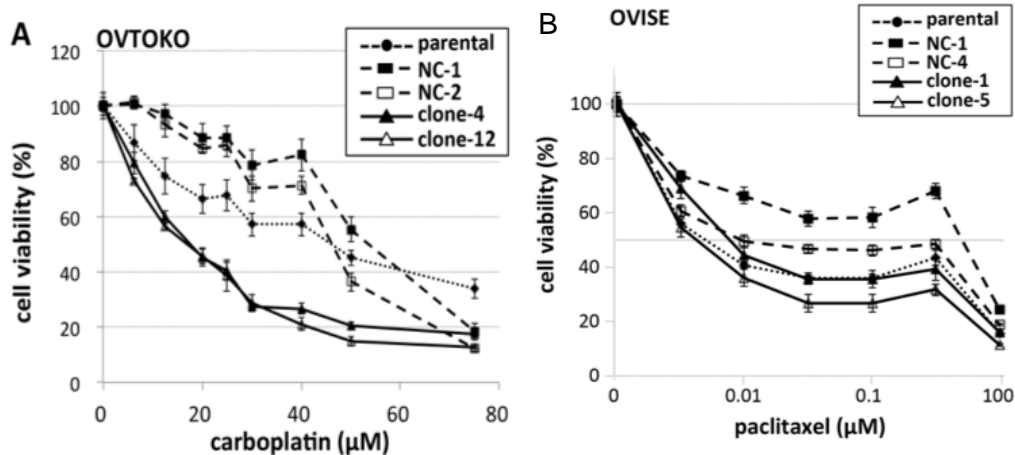 A
OVTOKO
parental
NC-1
NC-2
clone-4
clone-12
120
100
80
60
40
20
0
cell viability (%)
0 20 40 60 80
carboplatin (µM)
B
OVISE
parental
NC-1
NC-4
clone-1
clone-5
100
80
60
40
20
0
cell viability (%)
0 0.01 0.1 100
paclitaxel (µM)